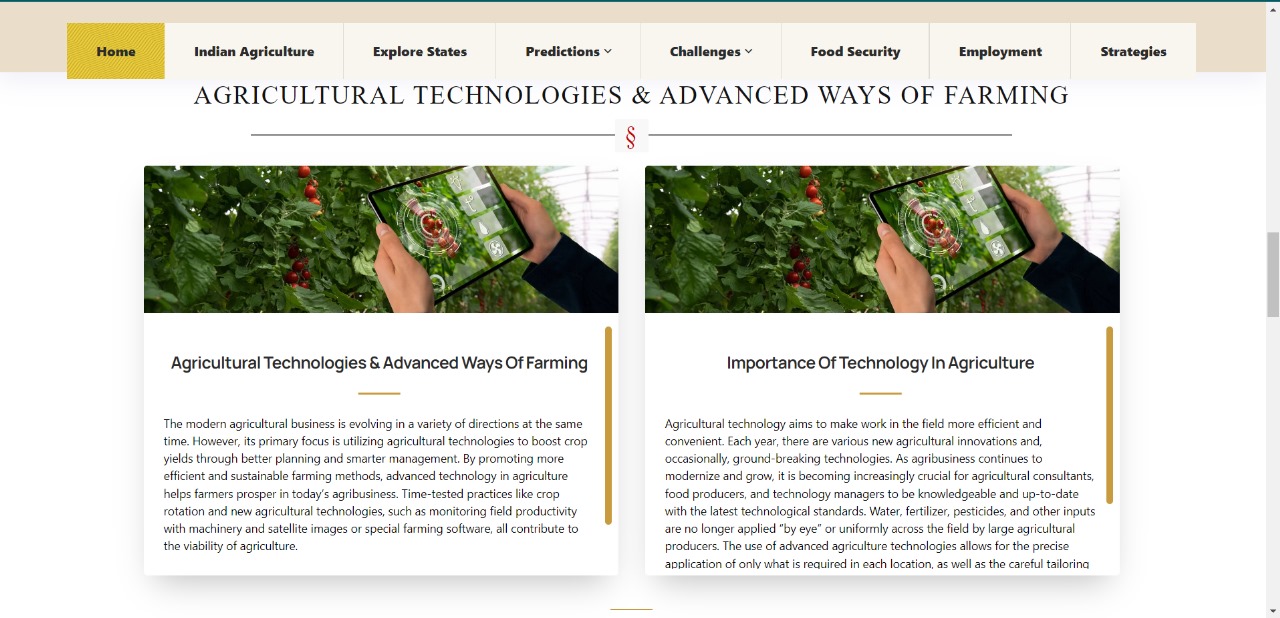 Home Indian Agriculture Explore States Predictions Challenges Food Security Employment Strategies
AGRICULTURAL TECHNOLOGIES & ADVANCED WAYS OF FARMING
§
Agricultural Technologies & Advanced Ways Of Farming
The modern agricultural business is evolving in a variety of directions at the same
time. However, its primary focus is utilizing agricultural technologies to boost crop
yields through better planning and smarter management. By promoting more
efficient and sustainable farming methods, advanced technology in agriculture
helps farmers prosper in today's agribusiness. Time-tested practices like crop
rotation and new agricultural technologies, such as monitoring field productivity
with machinery and satellite images or special farming software, all contribute to
the viability of agriculture.
Importance Of Technology In Agriculture
Agricultural technology aims to make work in the field more efficient and
convenient. Each year, there are various new agricultural innovations and,
occasionally, ground-breaking technologies. As agribusiness continues to
modernize and grow, it is becoming increasingly crucial for agricultural consultants,
food producers, and technology managers to be knowledgeable and up-to-date
with the latest technological standards. Water, fertilizer, pesticides, and other inputs
are no longer applied “by eye” or uniformly across the field by large agricultural
producers. The use of advanced agriculture technologies allows for the precise
application of only what is required in each location, as well as the careful tailoring